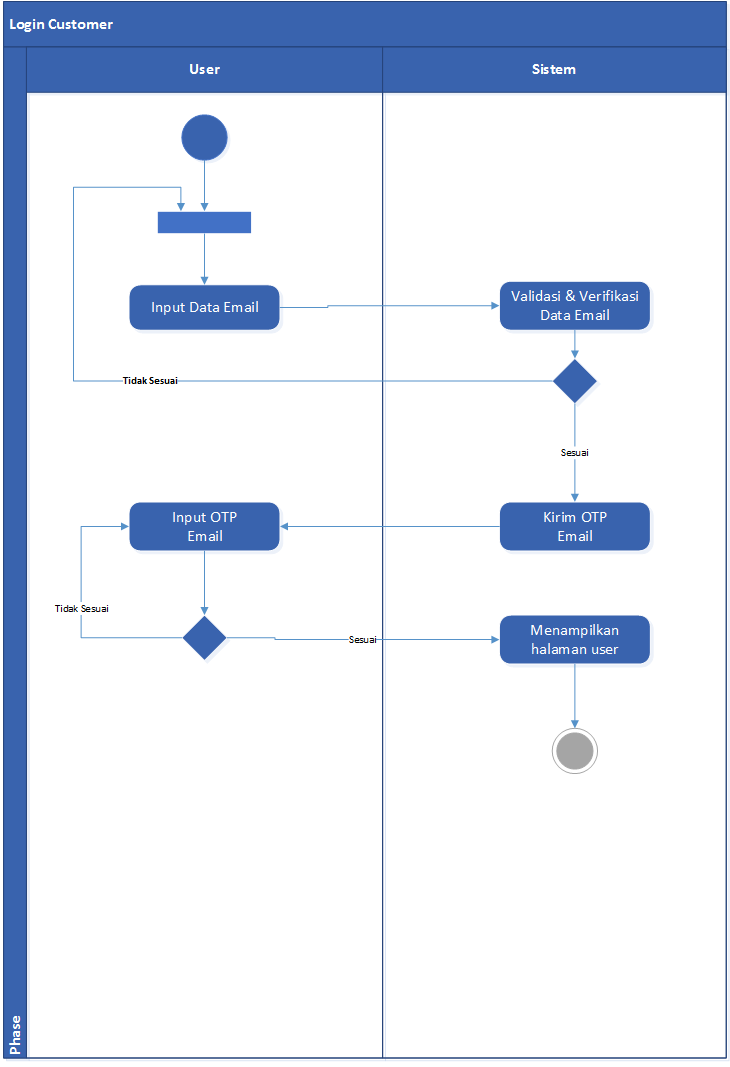 Login Customer
User
Sistem
Input Data Email
Validasi & Verifikasi
Data Email
Tidak Sesuai
Sesuai
Input OTP
Email
Kirim OTP
Email
Tidak Sesuai
Sesuai
Menampilkan
halaman user
Phase